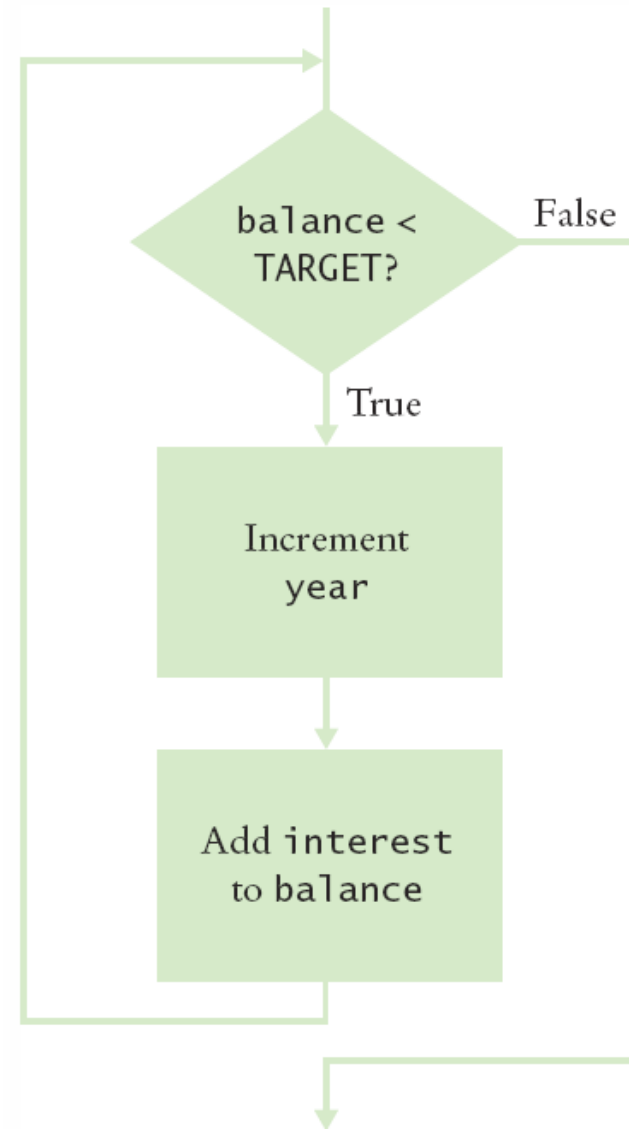 balance <
TARGET?
False
True
Increment
year
Add interest
to balance